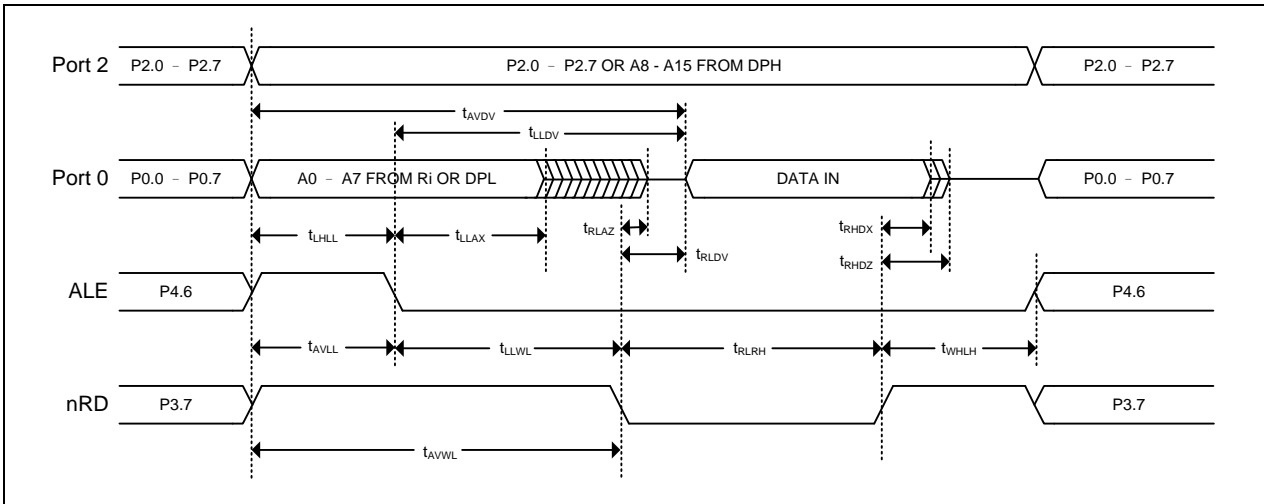 Port 2 P2.0 – P2.7 P2.0 – P2.7 OR A8 - A15 FROM DPH P2.0 – P2.7
tAVDV
tLLDV
Port 0 P0.0 – P0.7 A0 – A7 FROM Ri OR DPL DATA IN P0.0 – P0.7
tLHLL tLLAX tRLAZ tRHDX
tRLDV tRHDZ
ALE P4.6 P4.6
tAVLL tLLWL tRLRH tWHLH
nRD P3.7 P3.7
tAVWL